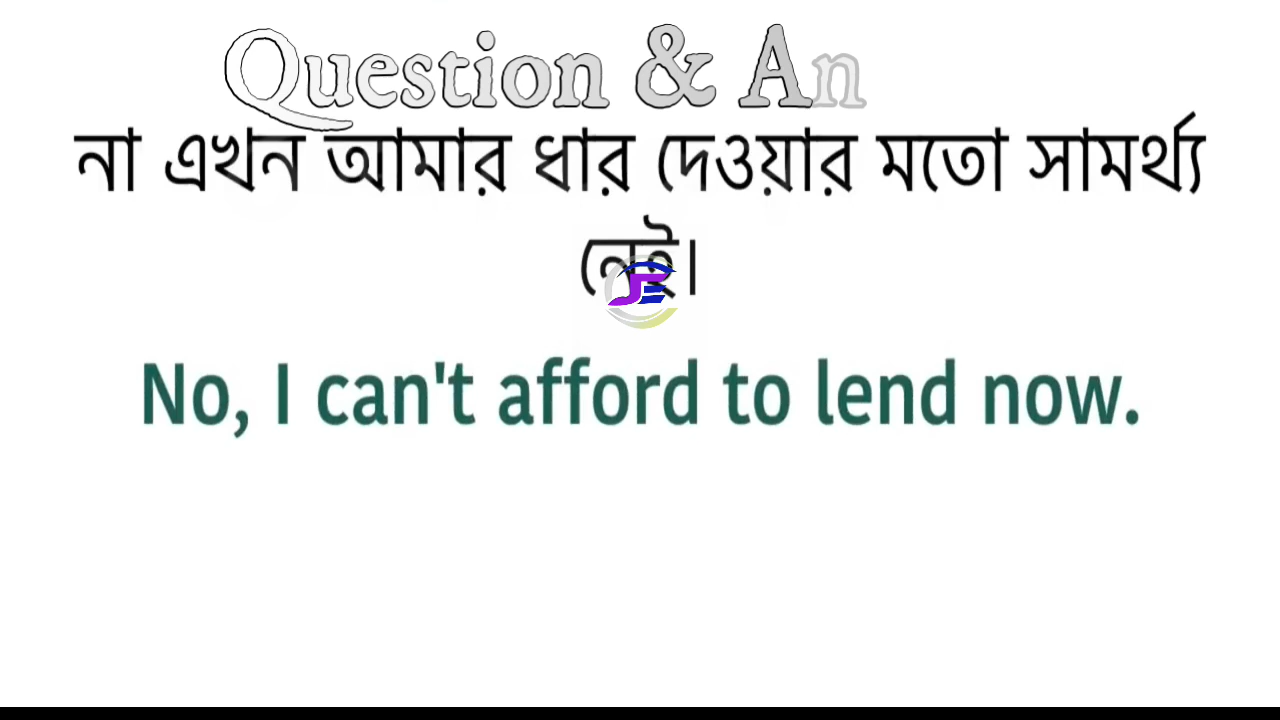 Question & An
না এখন আমার ধার দেওয়ার মতো সামর্থ্য
নেই।
No, I can't afford to lend now.